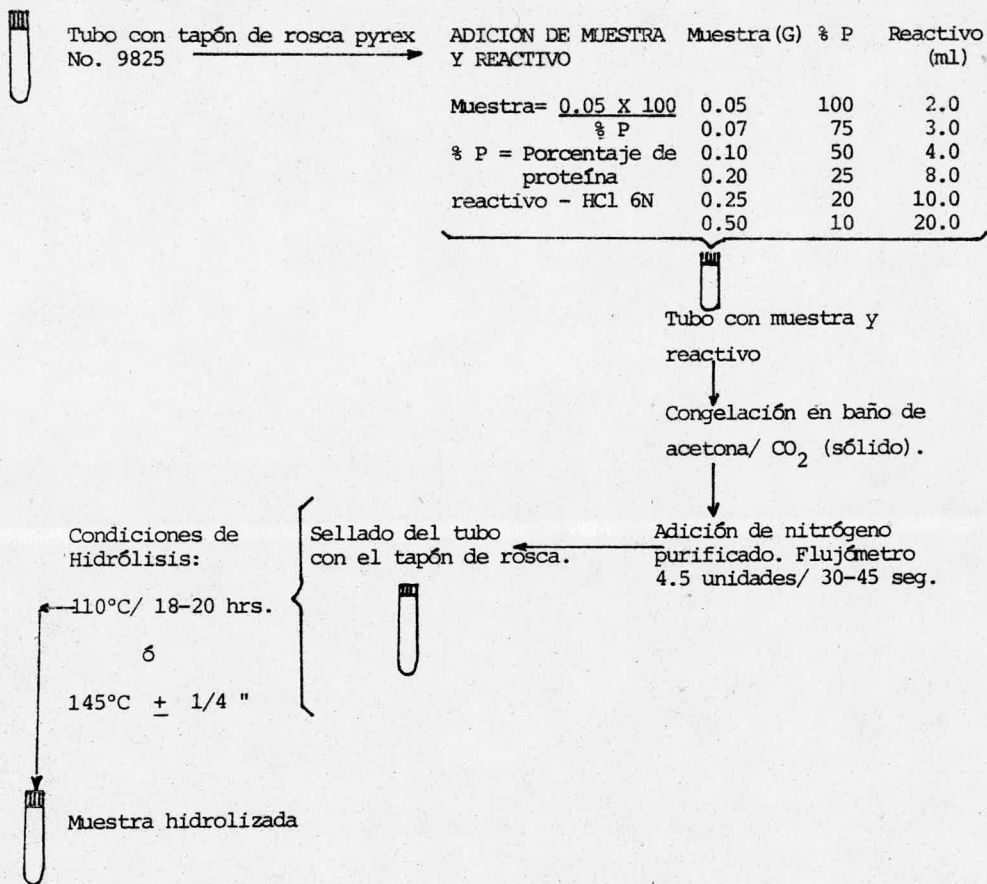 Tubo con tapón de rosca pyrex
No. 9825
ADICION DE MUESTRA Muestra (G) % P Reactivo
Y REACTIVO (ml)
Muestra= 0.05 X 100 0.05 100 2.0
% P 0.07 75 3.0
% P = Porcentaje de 0.10 50 4.0
proteína 0.20 25 8.0
reactivo - HCl 6N 0.25 20 10.0
0.50 10 20.0
Tubo con muestra y
reactivo
Congelación en baño de
acetona/ CO2 (sólido).
Adición de nitrógeno
purificado. Flujómetro
4.5 unidades/ 30-45 seg.
Sellado del tubo
con el tapón de rosca.
Condiciones de
Hidrólisis:
110°C/ 18-20 hrs.
ó
145°C ± 1/4 "
Muestra hidrolizada